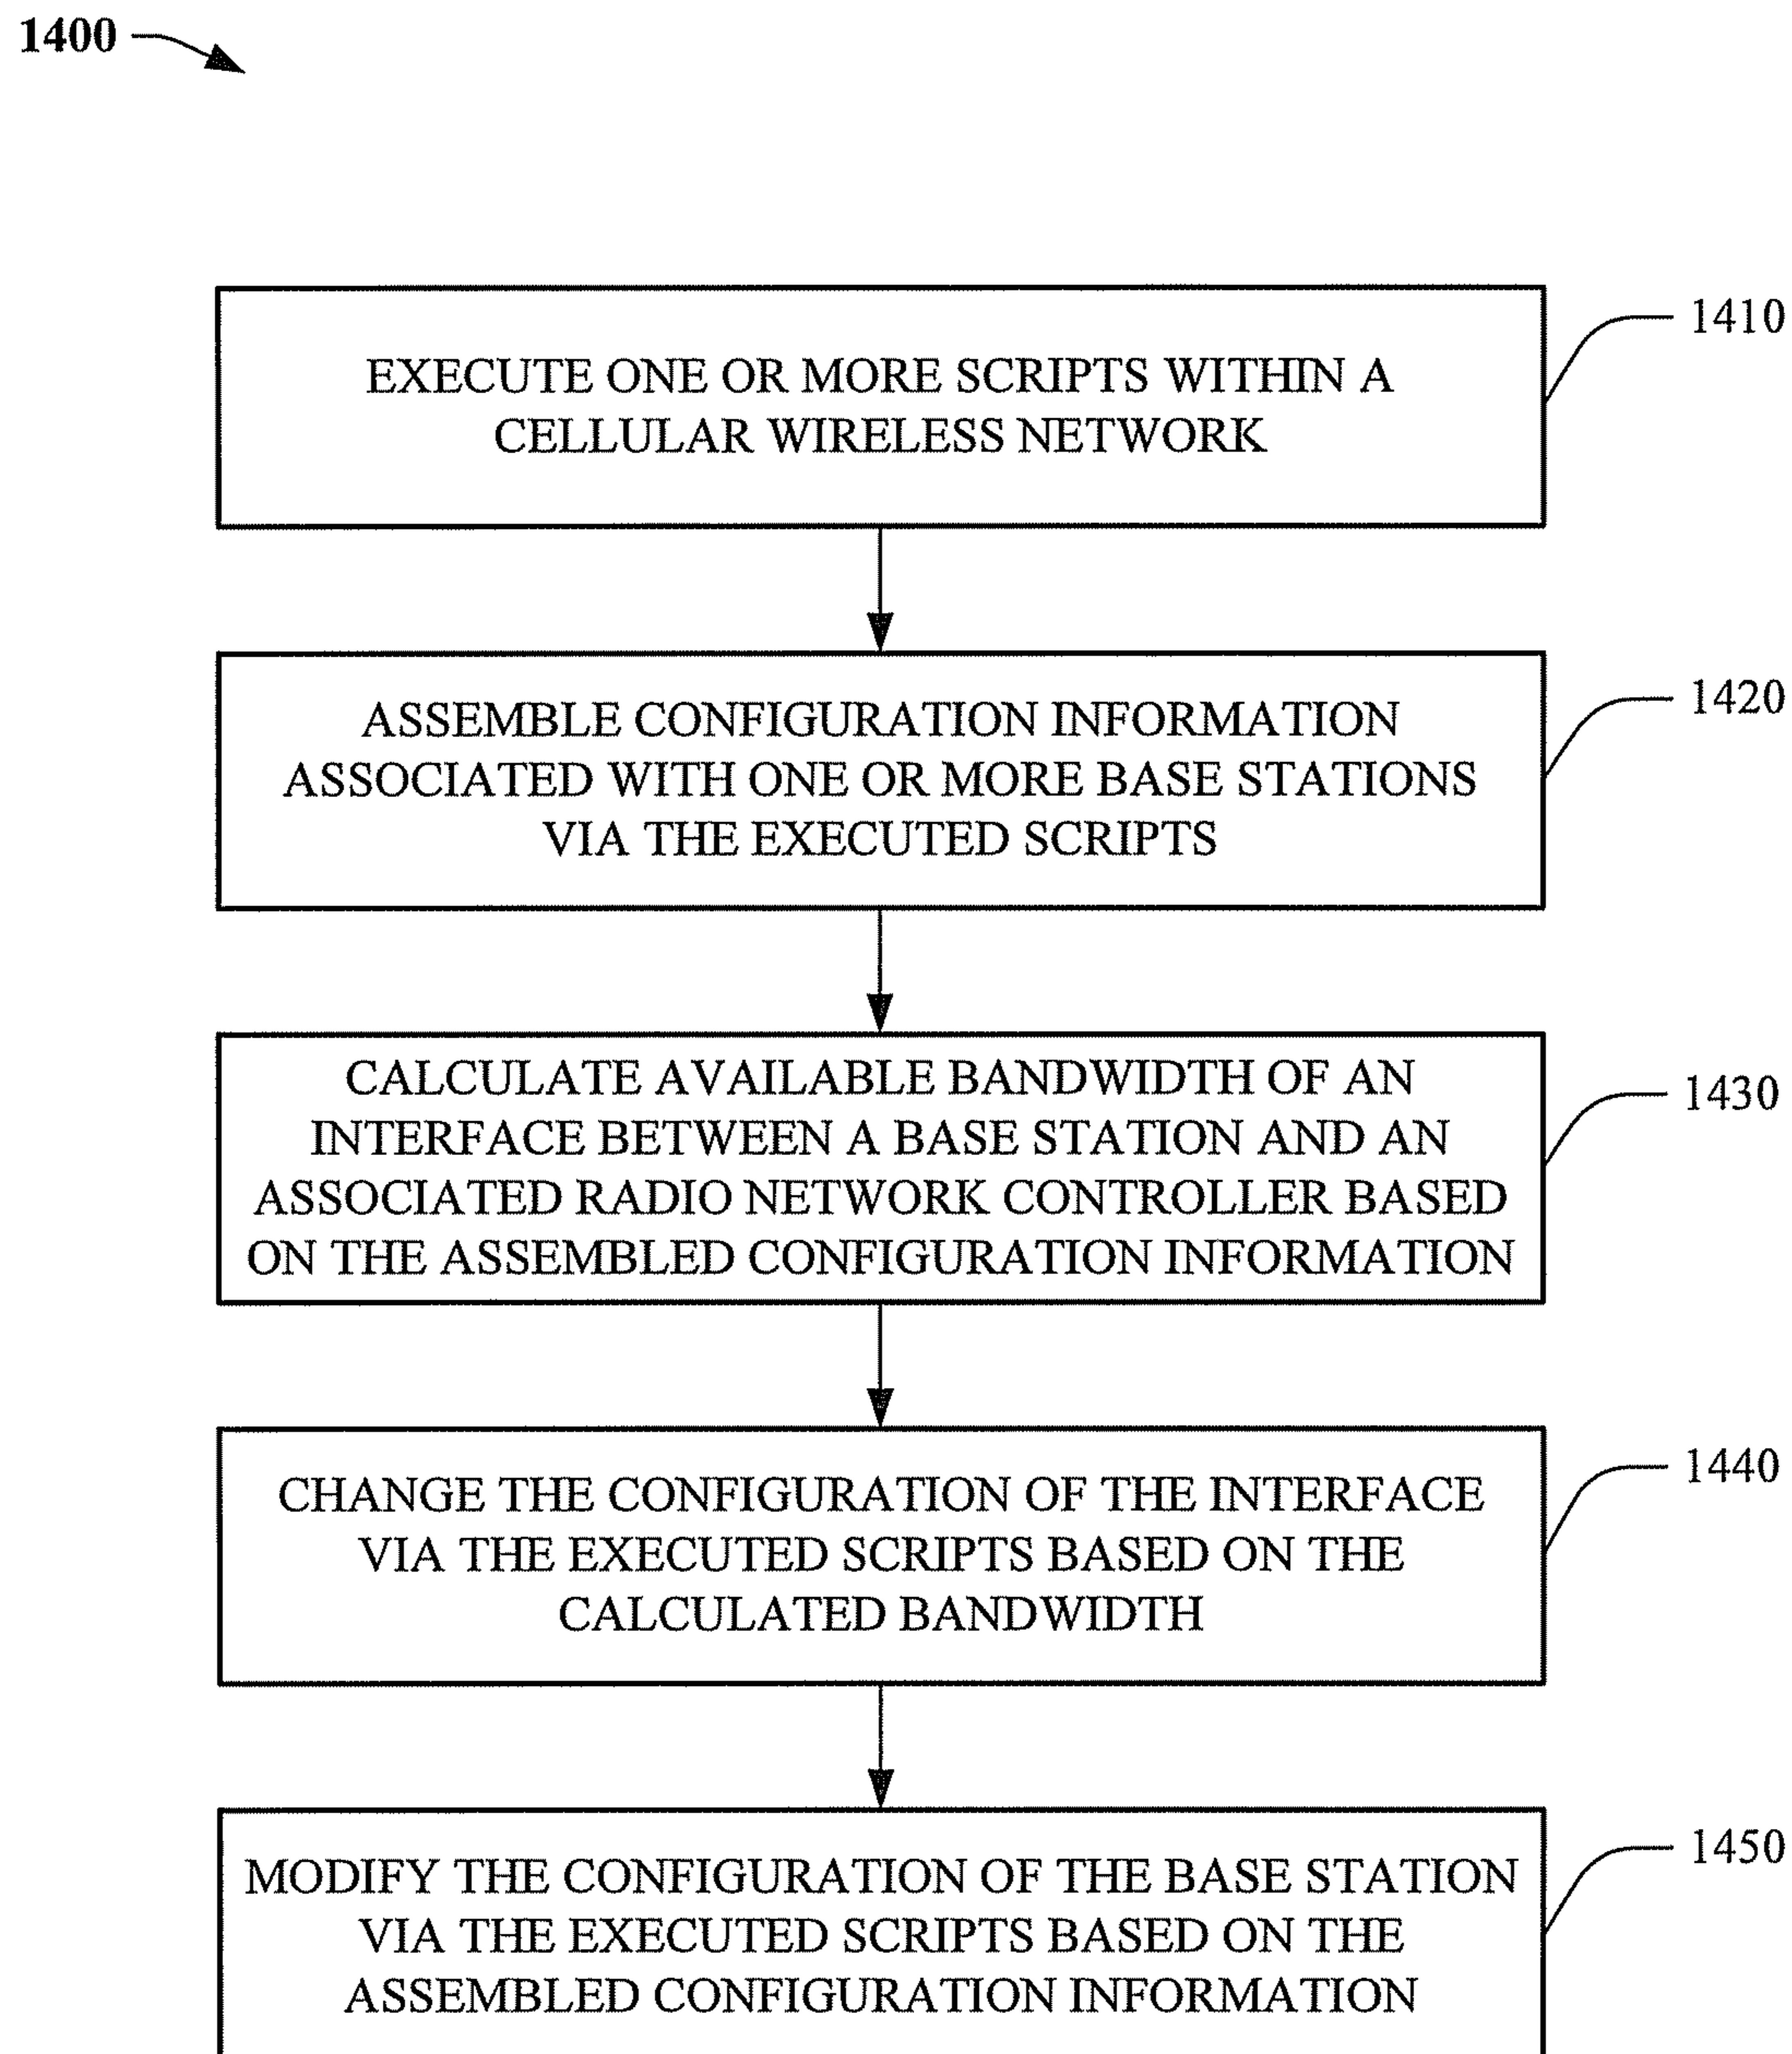 1400
EXECUTE ONE OR MORE SCRIPTS WITHIN A
CELLULAR WIRELESS NETWORK
1410
ASSEMBLE CONFIGURATION INFORMATION
ASSOCIATED WITH ONE OR MORE BASE STATIONS
VIA THE EXECUTED SCRIPTS
1420
CALCULATE AVAILABLE BANDWIDTH OF AN
INTERFACE BETWEEN A BASE STATION AND AN
ASSOCIATED RADIO NETWORK CONTROLLER BASED
ON THE ASSEMBLED CONFIGURATION INFORMATION
1430
CHANGE THE CONFIGURATION OF THE INTERFACE
VIA THE EXECUTED SCRIPTS BASED ON THE
CALCULATED BANDWIDTH
1440
MODIFY THE CONFIGURATION OF THE BASE STATION
VIA THE EXECUTED SCRIPTS BASED ON THE
ASSEMBLED CONFIGURATION INFORMATION
1450